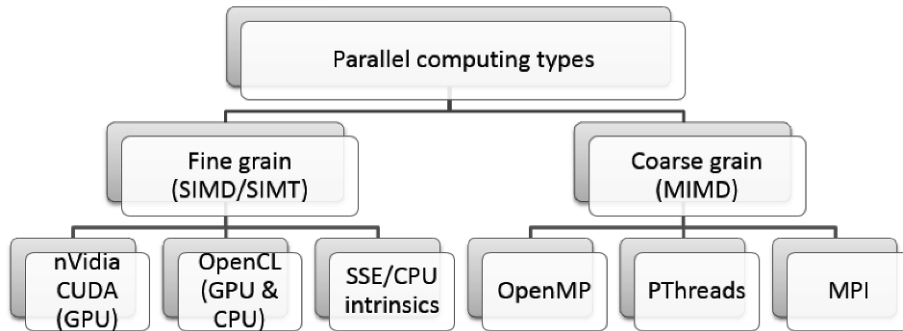 Parallel computing types
Fine grain
(SIMD/SIMT)
Coarse grain
(MIMD)
nVidia
CUDA
(GPU)
OpenCL
(GPU &
CPU)
SSE/CPU
intrinsics
OpenMP
PThreads
MPI